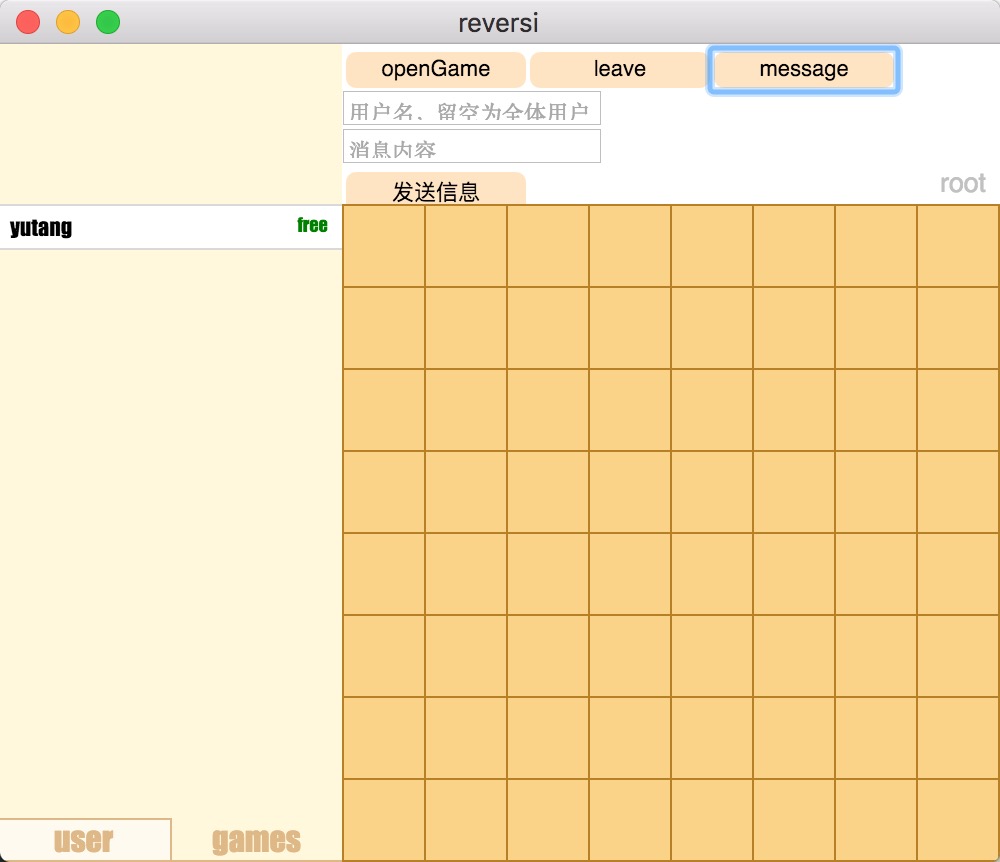 reversi
openGame
leave
message
用户名、留空为全体用户
消息内容
发送信息
root
yutang
free
user
games